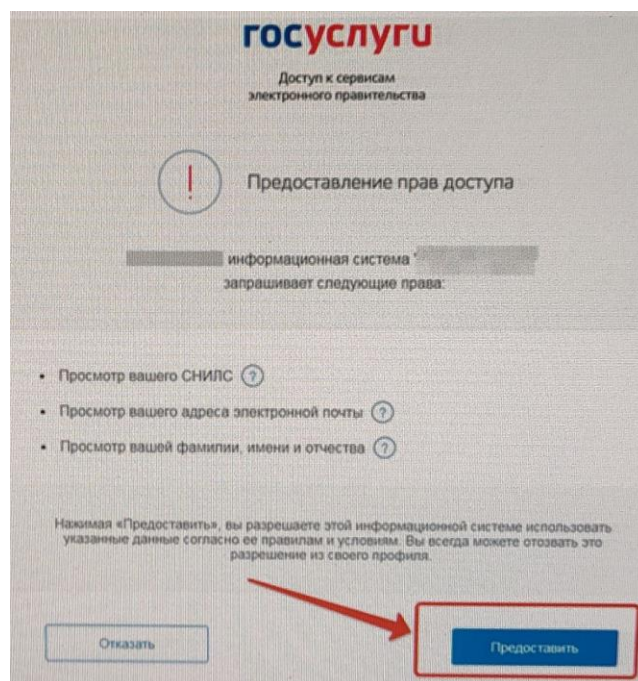 госуслуги
Доступ к сервисам
электронного правительства
!
Предоставление прав доступа
информационная система "
запрашивает следующие права:
• Просмотр вашего СНИЛС ?
• Просмотр вашего адреса электронной почты ?
• Просмотр вашей фамилии, имени и отчества ?
Нажимая «Предоставить», вы разрешаете этой информационной системе использовать
указанные данные согласно ее правилам и условиям. Вы всегда можете отозвать это
разрешение из своего профиля.
Отказать
Предоставить